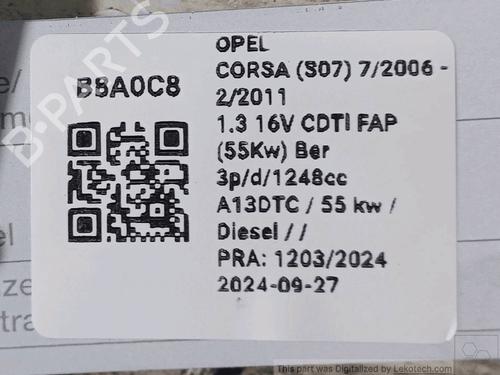 B-PARTS
OPEL
CORSA (S07) 7/2006 -
2/2011
1.3 16V CDTI FAP
(55Kw) Ber
3p/d/1248cc
A13DTC / 55 kw /
Diesel / /
PRA: 1203/2024
2024-09-27
B8A0C8
This part was Digitalized by Lekotech.com